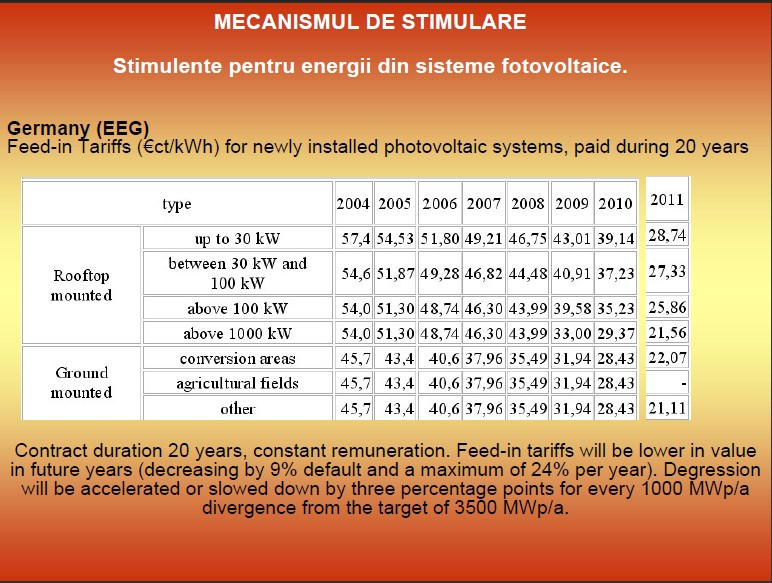 MECANISMUL DE STIMULARE
Stimulente pentru energii din sisteme fotovoltaice.
Germany (EEG)
Feed-in Tariffs (€ct/kWh) for newly installed photovoltaic systems, paid during 20 years
type 2004 2005 2006 2007 2008 2009 2010 2011
Rooftop mounted
up to 30 kW 57,4 54,53 51,80 49,21 46,75 43,01 39,14 28,74
between 30 kW and 100 kW 54,6 51,87 49,28 46,82 44,48 40,91 37,23 27,33
above 100 kW 54,0 51,30 48,74 46,30 43,99 39,58 35,23 25,86
above 1000 kW 54,0 51,30 48,74 46,30 43,99 33,00 29,37 21,56
Ground mounted
conversion areas 45,7 43,4 40,6 37,96 35,49 31,94 28,43 22,07
agricultural fields 45,7 43,4 40,6 37,96 35,49 31,94 28,43 -
other 45,7 43,4 40,6 37,96 35,49 31,94 28,43 21,11
Contract duration 20 years, constant remuneration. Feed-in tariffs will be lower in value
in future years (decreasing by 9% default and a maximum of 24% per year). Degression
will be accelerated or slowed down by three percentage points for every 1000 MWp/a
divergence from the target of 3500 MWp/a.